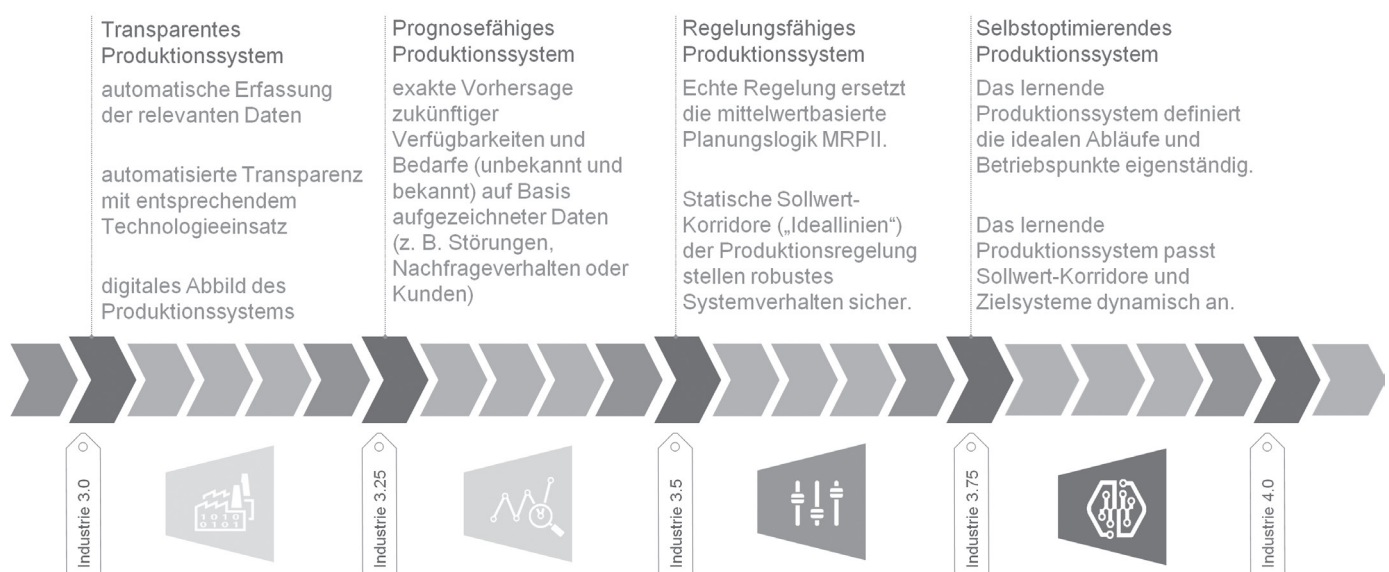 Transparentes
Produktionssystem
automatische Erfassung
der relevanten Daten
automatisierte Transparenz
mit entsprechendem
Technologieeinsatz
digitales Abbild des
Produktionssystems
Prognosefähiges
Produktionssystem
exakte Vorhersage
zukünftiger
Verfügbarkeiten und
Bedarfe (unbekannt und
bekannt) auf Basis
aufgezeichneter Daten
(z. B. Störungen,
Nachfrageverhalten oder
Kunden)
Regelungsfähiges
Produktionssystem
Echte Regelung ersetzt
die mittelwertbasierte
Planungslogik MRPII.
Statische Sollwert-
Korridore („Ideallinien“)
der Produktionsregelung
stellen robustes
Systemverhalten sicher.
Selbstoptimierendes
Produktionssystem
Das lernende
Produktionssystem definiert
die idealen Abläufe und
Betriebspunkte eigenständig.
Das lernende
Produktionssystem passt
Sollwert-Korridore und
Zielsysteme dynamisch an.
Industrie 3.0
1010
0101
Industrie 3.25
Industrie 3.5
Industrie 3.75
Industrie 4.0